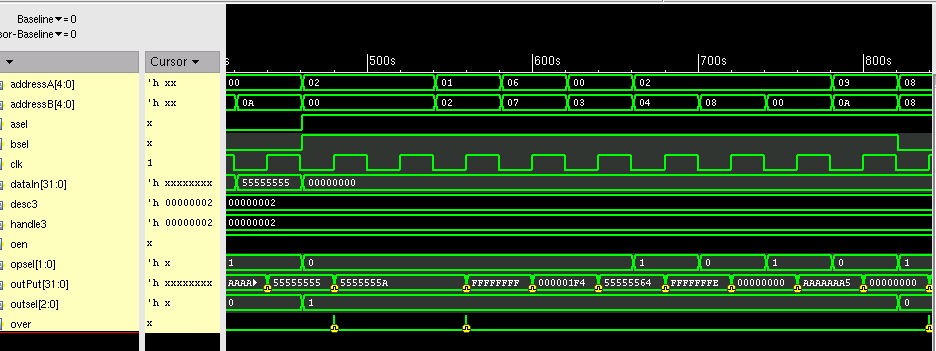 Baseline▼= 0
sor-Baseline▼= 0
Cursor
s 500s 600s 700s 800s
addressA[4:0] 'h xx 00 02 01 06 00 02 09 08
addressB[4:0] 'h xx 0A 00 02 07 03 04 08 00 0A 08
asel x
bsel x
clk 1
dataIn[31:0] 'h xxxxxxxx 55555555 00000000
desc3 'h 00000002 00000002
handle3 'h 00000002 00000002
oen x
opsel[1:0] 'h x 1 0 1 0 1 0 1
outPut[31:0] 'h xxxxxxxx AAAA 55555555 5555555A FFFFFFFF 000001F4 55555564 FFFFFFFE 00000000 AAAAAAA5 00000000
outsel[2:0] 'h x 0 1 0
over x